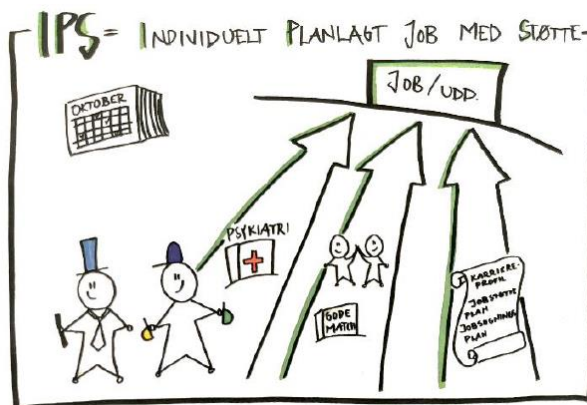 IPS = INDIVIDUELT PLANLAGT JOB MED STØTTE-
JOB/UDD.
OKTOBER
PSYKIATRI
GODE
MATCH
KARRIERE-
PROFIL
JOBSTØTTE
PLAN
JOBSØGNINGS
PLAN